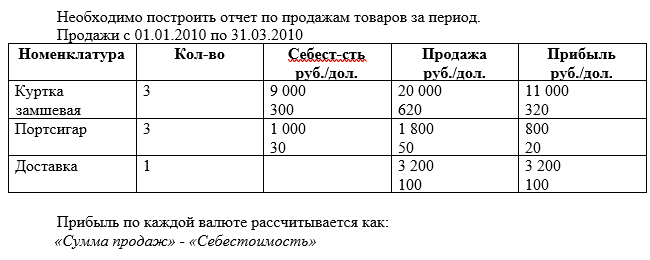 Необходимо построить отчет по продажам товаров за период.
Продажи с 01.01.2010 по 31.03.2010
Номенклатура Кол-во Себест-сть Продажа Прибыль
руб./дол. руб./дол. руб./дол.
Куртка 3 9 000 20 000 11 000
замшевая 300 620 320
Портсигар 3 1 000 1 800 800
30 50 20
Доставка 1 3 200 3 200
100 100
Прибыль по каждой валюте рассчитывается как:
«Сумма продаж» - «Себестоимость»